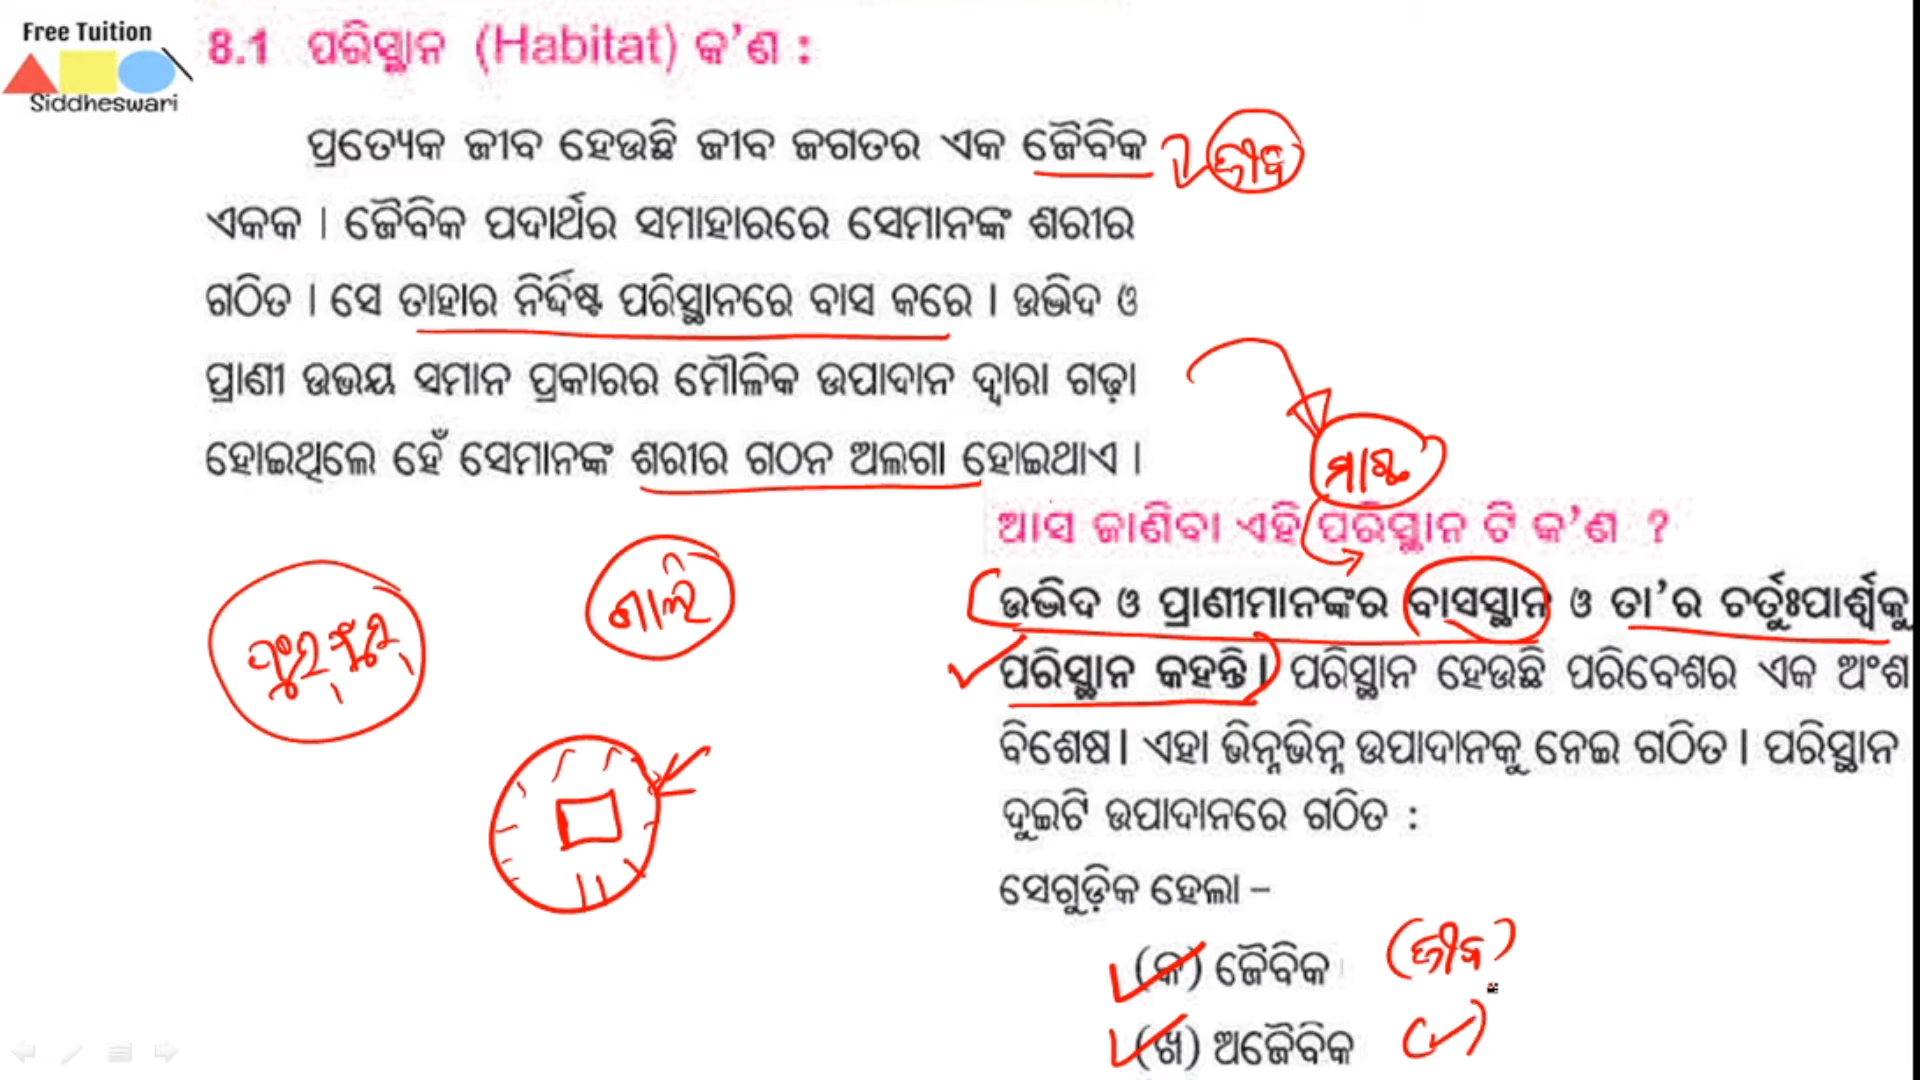 Free Tuition
Siddheswari
8.1 ପରିସ୍ଥାନ (Habitat) କ’ଣ :
ପ୍ରତ୍ୟେକ ଜୀବ ହେଉଛି ଜୀବ ଜଗତର ଏକ ଜୈବିକ
ଜୀବ
ଏକକ । ଜୈବିକ ପଦାର୍ଥର ସମାହାରରେ ସେମାନଙ୍କ ଶରୀର
ଗଠିତ । ସେ ତାହାର ନିର୍ଦ୍ଦିଷ୍ଟ ପରିସ୍ଥାନରେ ବାସ କରେ । ଉଦ୍ଭିଦ ଓ
ପ୍ରାଣୀ ଉଭୟ ସମାନ ପ୍ରକାରର ମୌଳିକ ଉପାଦାନ ଦ୍ୱାରା ଗଢ଼ା
ହୋଇଥିଲେ ହେଁ ସେମାନଙ୍କ ଶରୀର ଗଠନ ଅଲଗା ହୋଇଥାଏ ।
ଆସ ଜାଣିବା ଏହି ପରିସ୍ଥାନ ଟି କ’ଣ ?
ଉଦ୍ଭିଦ ଓ ପ୍ରାଣୀମାନଙ୍କର ବାସସ୍ଥାନ ଓ ତା’ର ଚର୍ତୁଃପାର୍ଶ୍ୱକୁ
ପରିସ୍ଥାନ କହନ୍ତି । ପରିସ୍ଥାନ ହେଉଛି ପରିବେଶର ଏକ ଅଂଶ
ବିଶେଷ । ଏହା ଭିନ୍ନଭିନ୍ନ ଉପାଦାନକୁ ନେଇ ଗଠିତ । ପରିସ୍ଥାନ
ଦୁଇଟି ଉପାଦାନରେ ଗଠିତ :
ସେଗୁଡ଼ିକ ହେଲା –
(କ) ଜୈବିକ (ଜୀବ)
(ଖ) ଅଜୈବିକ